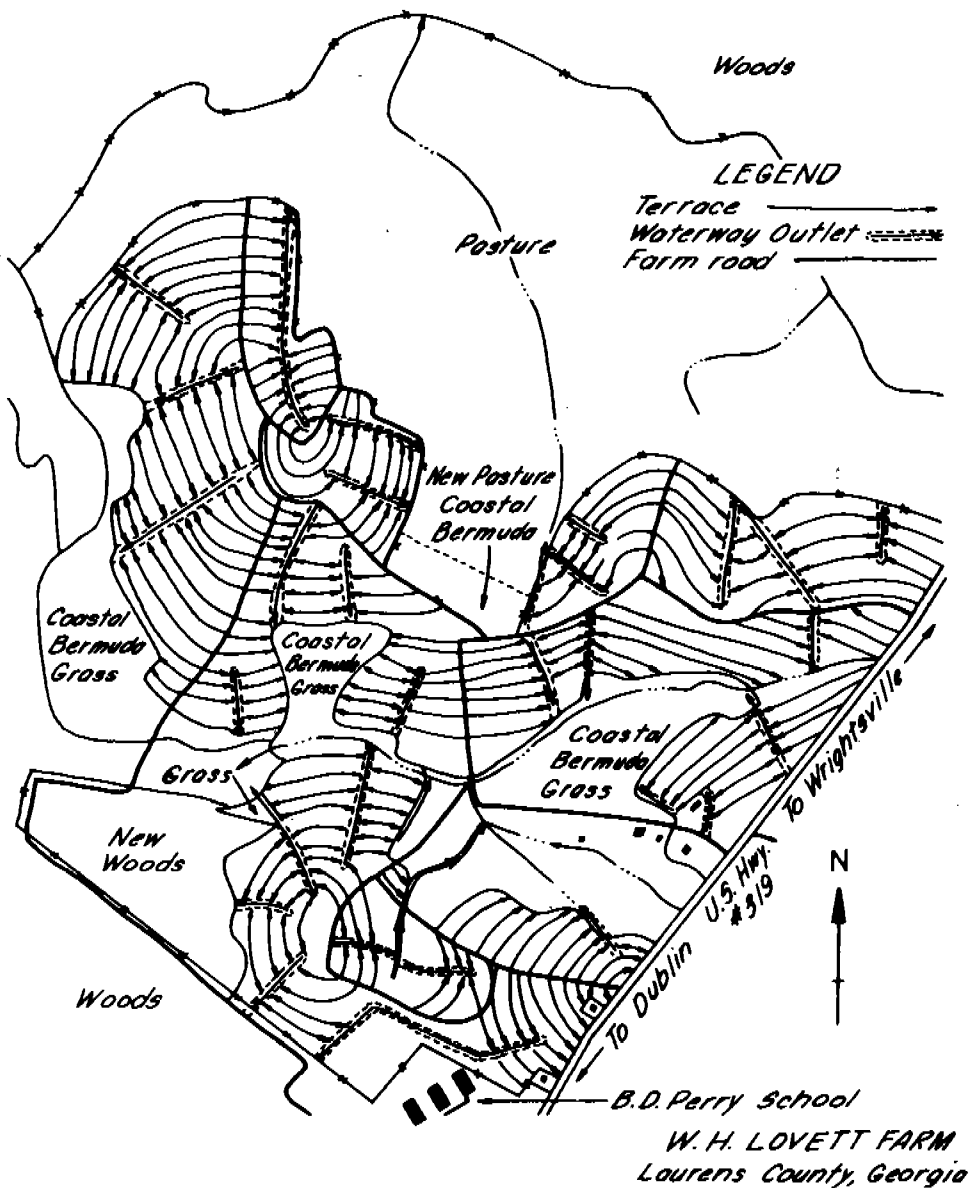 Woods
LEGEND
Terrace
Waterway Outlet
Farm road
Pasture
New Pasture
Coastal
Bermuda
Coastal
Bermuda
Grass
Coastal
Bermuda
Grass
Coastal
Bermuda
Grass
Grass
New
Woods
Woods
To Wrightsville
U.S. Hwy.
#319
To Dublin
N
B.D. Perry School
W. H. LOVETT FARM
Laurens County, Georgia